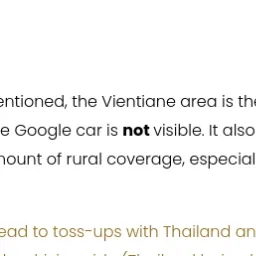 entioned, the Vientiane area is the
e Google car is not visible. It also
nount of rural coverage, especial
ead to toss-ups with Thailand an